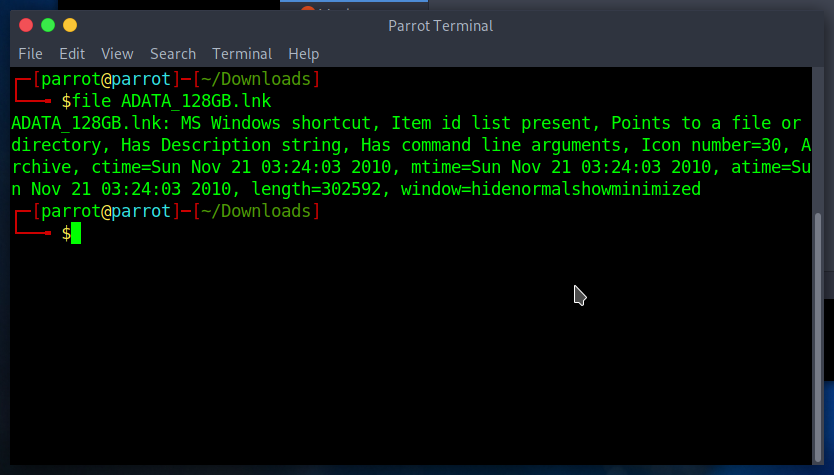 Parrot Terminal
File Edit View Search Terminal Help
┌─[parrot@parrot]─[~/Downloads]
└──╼ $file ADATA_128GB.lnk
ADATA_128GB.lnk: MS Windows shortcut, Item id list present, Points to a file or
directory, Has Description string, Has command line arguments, Icon number=30, A
rchive, ctime=Sun Nov 21 03:24:03 2010, mtime=Sun Nov 21 03:24:03 2010, atime=Su
n Nov 21 03:24:03 2010, length=302592, window=hidenormalshowminimized
┌─[parrot@parrot]─[~/Downloads]
└──╼ $